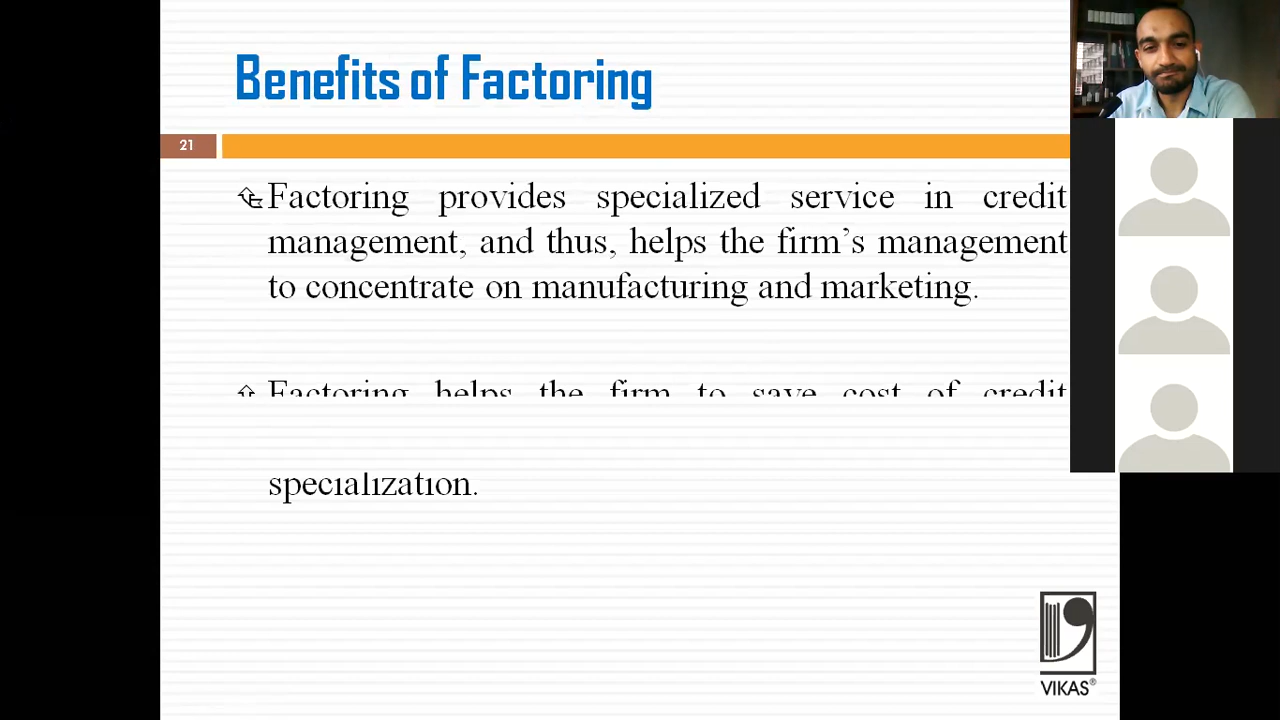 Benefits of Factoring
21
Factoring provides specialized service in credit
management, and thus, helps the firm’s management
to concentrate on manufacturing and marketing.
Factoring helps the firm to save cost of credit
specialization.
VIKAS®